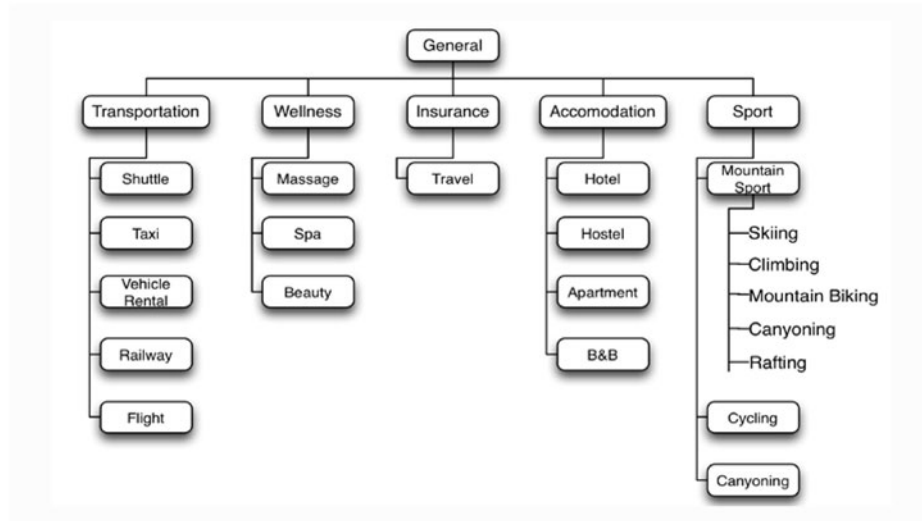 General
Transportation
Wellness
Insurance
Accomodation
Sport
Shuttle
Massage
Travel
Hotel
Mountain
Sport
Taxi
Spa
Hostel
Skiing
Climbing
Vehicle
Rental
Beauty
Apartment
Mountain Biking
Canyoning
Railway
B&B
Rafting
Flight
Cycling
Canyoning